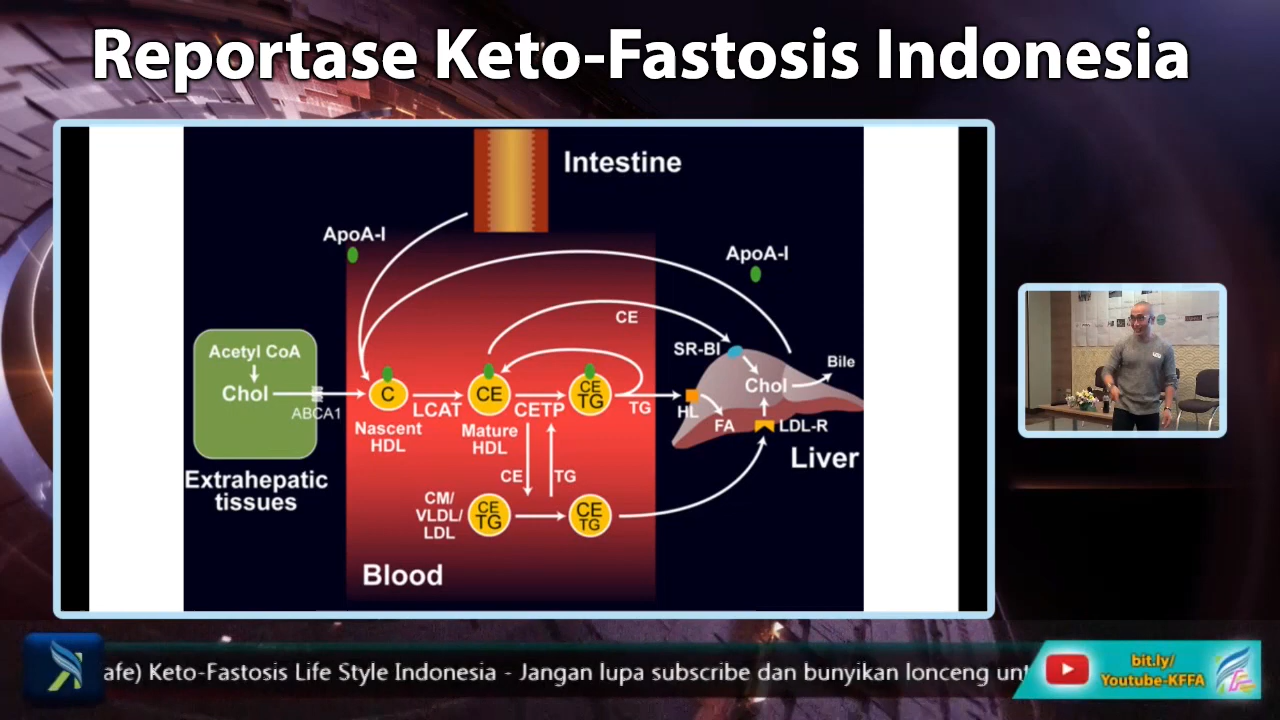 Reportase Keto-Fastosis Indonesia
Intestine
ApoA-I
ApoA-I
CE
SR-BI
Acetyl CoA
Chol
ABCA1
C
LCAT
CE
CETP
CE
TG
TG
HL
FA
Chol
Bile
LDL-R
Liver
Nascent
HDL
Mature
HDL
Extrahepatic
tissues
CE
TG
CM/
VLDL/
LDL
CE
TG
CE
TG
Blood
afe) Keto-Fastosis Life Style Indonesia - Jangan lupa subscribe dan bunyikan lonceng unt
bit.ly/
Youtube-KFFA